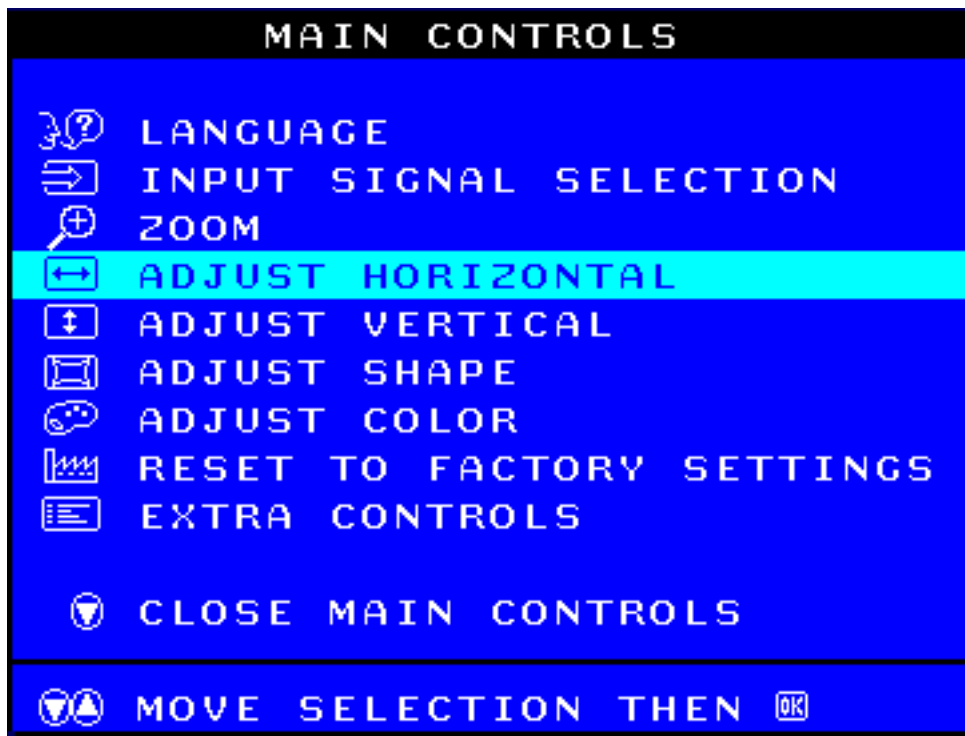 MAIN CONTROLS
LANGUAGE
INPUT SIGNAL SELECTION
ZOOM
ADJUST HORIZONTAL
ADJUST VERTICAL
ADJUST SHAPE
ADJUST COLOR
RESET TO FACTORY SETTINGS
EXTRA CONTROLS
CLOSE MAIN CONTROLS
MOVE SELECTION THEN OK